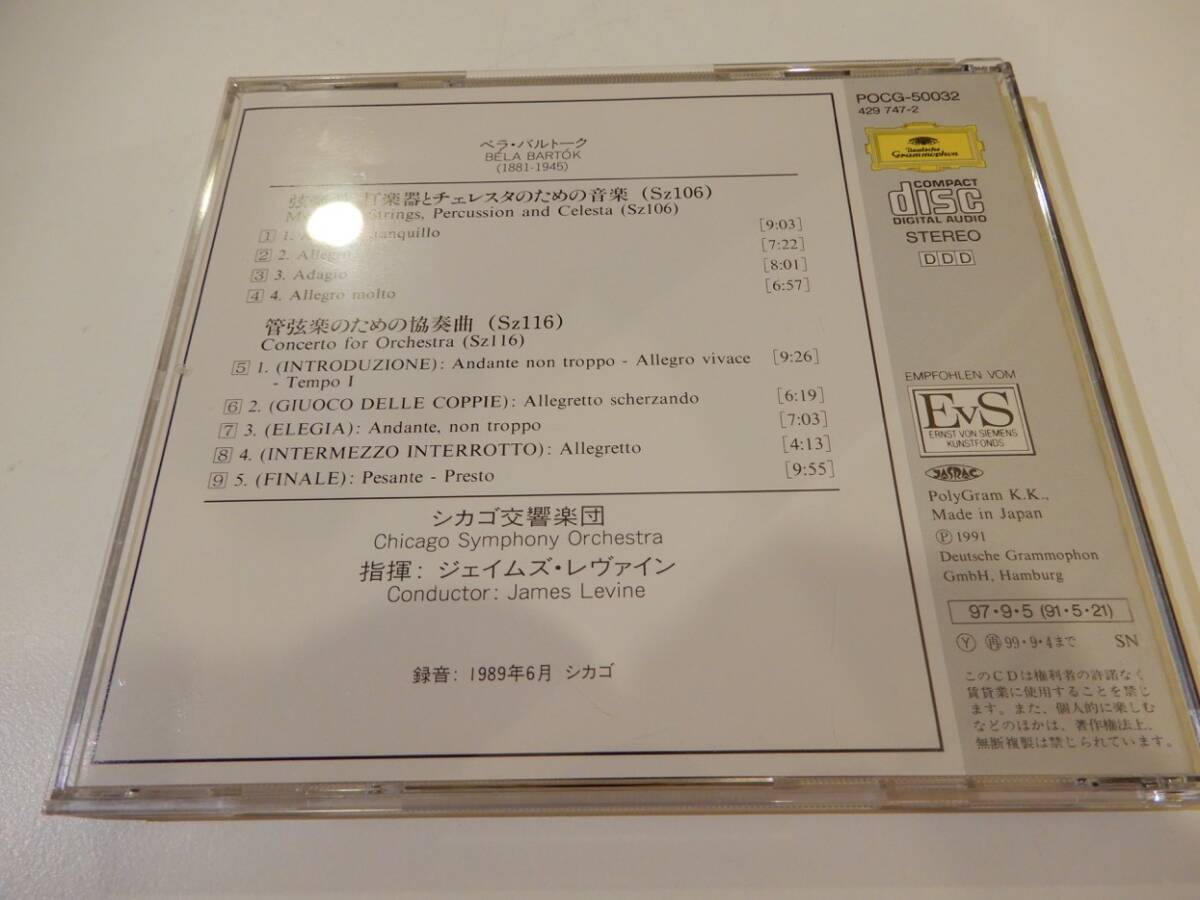 ベラ・バルトーク
BÉLA BARTÓK
(1881-1945)
打楽器とチェレスタのための音楽 (Sz106)
Strings, Percussion and Celesta (Sz106)
1 1. tranquillo [9:03]
2 2. Allegro [7:22]
3 3. Adagio [8:01]
4 4. Allegro molto [6:57]
管弦楽のための協奏曲 (Sz116)
Concerto for Orchestra (Sz116)
5 1. (INTRODUZIONE): Andante non troppo - Allegro vivace [9:26]
- Tempo I
6 2. (GIUOCO DELLE COPPIE): Allegretto scherzando [6:19]
7 3. (ELEGIA): Andante, non troppo [7:03]
8 4. (INTERMEZZO INTERROTTO): Allegretto [4:13]
9 5. (FINALE): Pesante - Presto [9:55]
シカゴ交響楽団
Chicago Symphony Orchestra
指揮: ジェイムズ・レヴァイン
Conductor: James Levine
録音: 1989年6月 シカゴ
POCG-50032
429 747-2
Deutsche
Grammophon
COMPACT
disc
DIGITAL AUDIO
STEREO
DDD
EMPFOHLEN VOM
EvS
ERNST VON SIEMENS
KUNSTFONDS
JASRAC
PolyGram K.K.,
Made in Japan
Ⓟ1991
Deutsche Grammophon
GmbH, Hamburg
97・9・5 (91・5・21)
Ⓨ ㊢99・9・4まで SN
このCDは権利者の許諾なく
賃貸業に使用することを禁じ
ます。また、個人的に楽しむ
などのほかは、著作権法上、
無断複製は禁じられています。